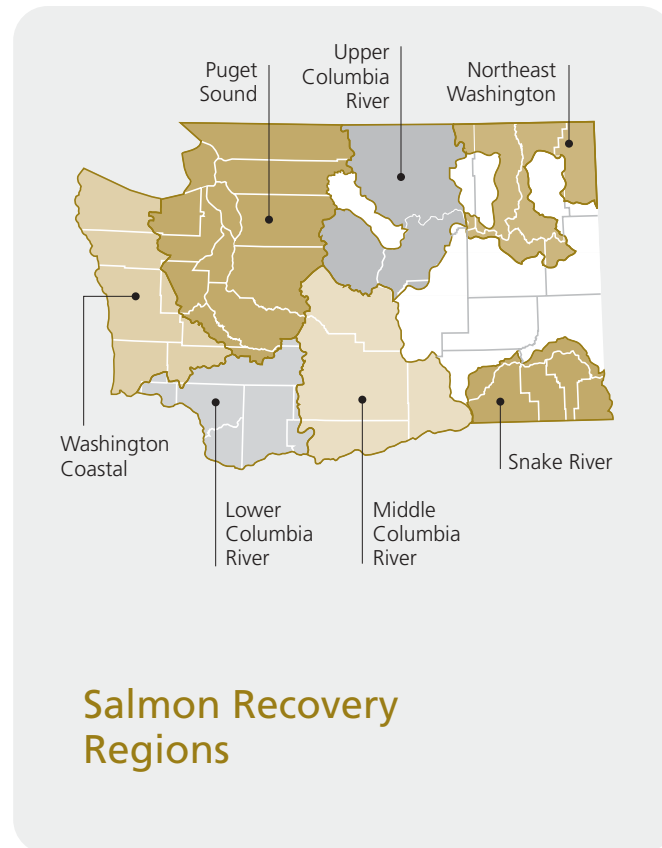 Puget
Sound
Upper
Columbia
River
Northeast
Washington
Washington
Coastal
Snake River
Lower
Columbia
River
Middle
Columbia
River
Salmon Recovery
Regions